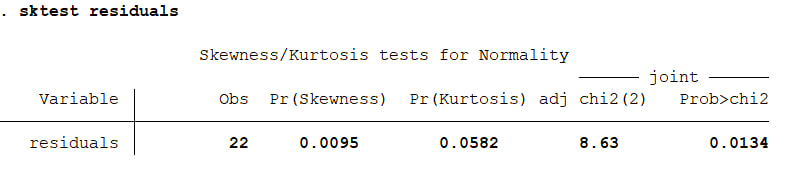 . sktest residuals
Skewness/Kurtosis tests for Normality
joint
Variable Obs Pr(Skewness) Pr(Kurtosis) adj chi2(2) Prob>chi2
residuals 22 0.0095 0.0582 8.63 0.0134